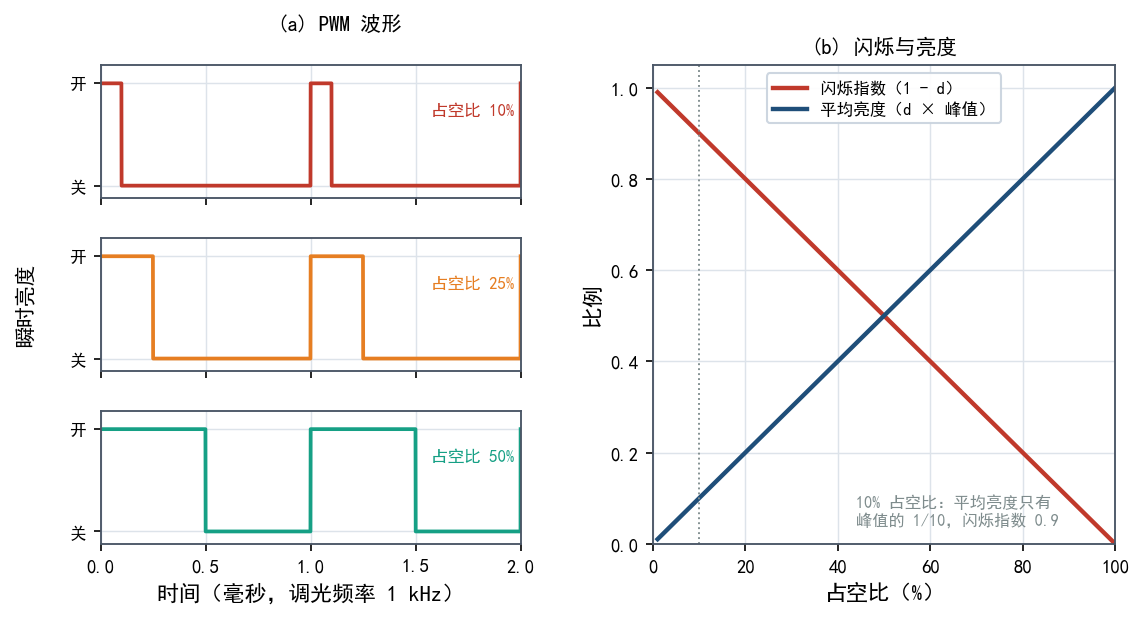 (a) PWM 波形
开
占空比 10%
关
开
占空比 25%
关
瞬时亮度
开
占空比 50%
关
0.0 0.5 1.0 1.5 2.0
时间（毫秒，调光频率 1 kHz）
(b) 闪烁与亮度
闪烁指数（1 − d）
平均亮度（d × 峰值）
1.0
0.8
0.6
0.4
0.2
0.0
比例
10% 占空比：平均亮度只有
峰值的 1/10，闪烁指数 0.9
0 20 40 60 80 100
占空比（%）